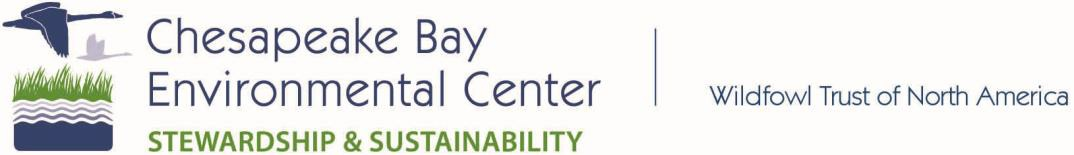 Chesapeake Bay
Environmental Center
STEWARDSHIP & SUSTAINABILITY
Wildfowl Trust of North America